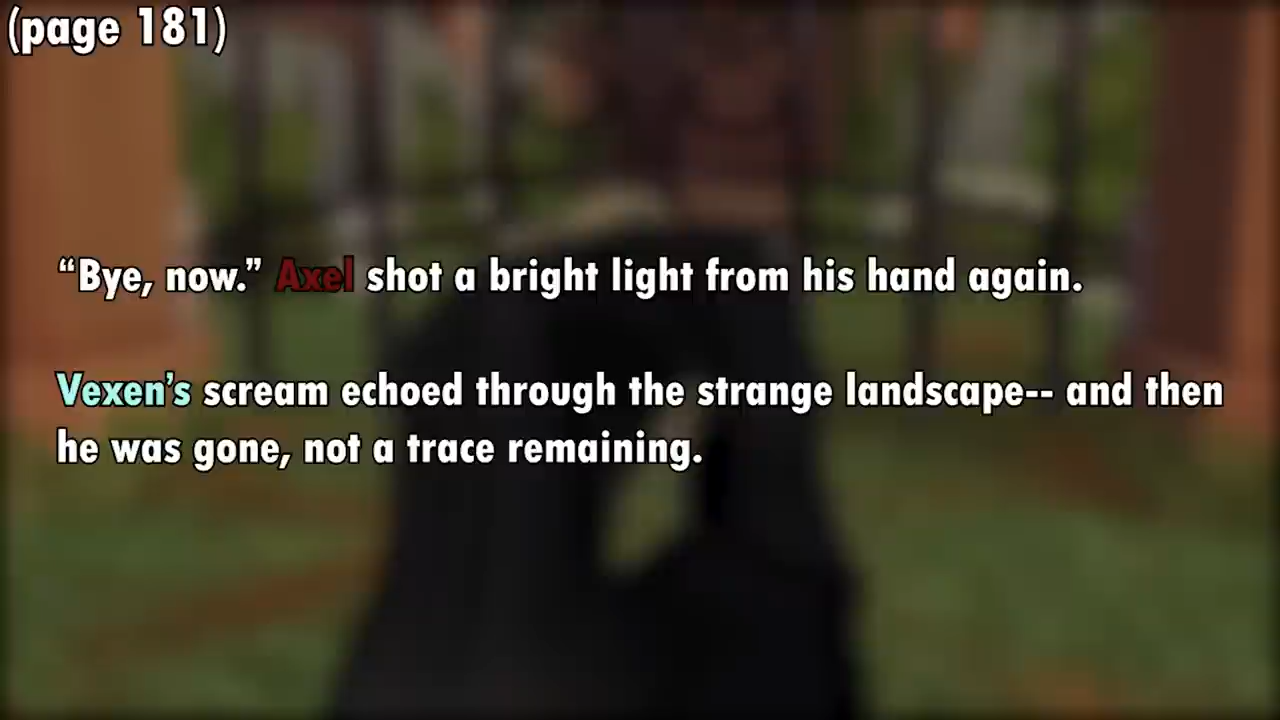 (page 181)
“Bye, now.” Axel shot a bright light from his hand again.
Vexen’s scream echoed through the strange landscape-- and then
he was gone, not a trace remaining.